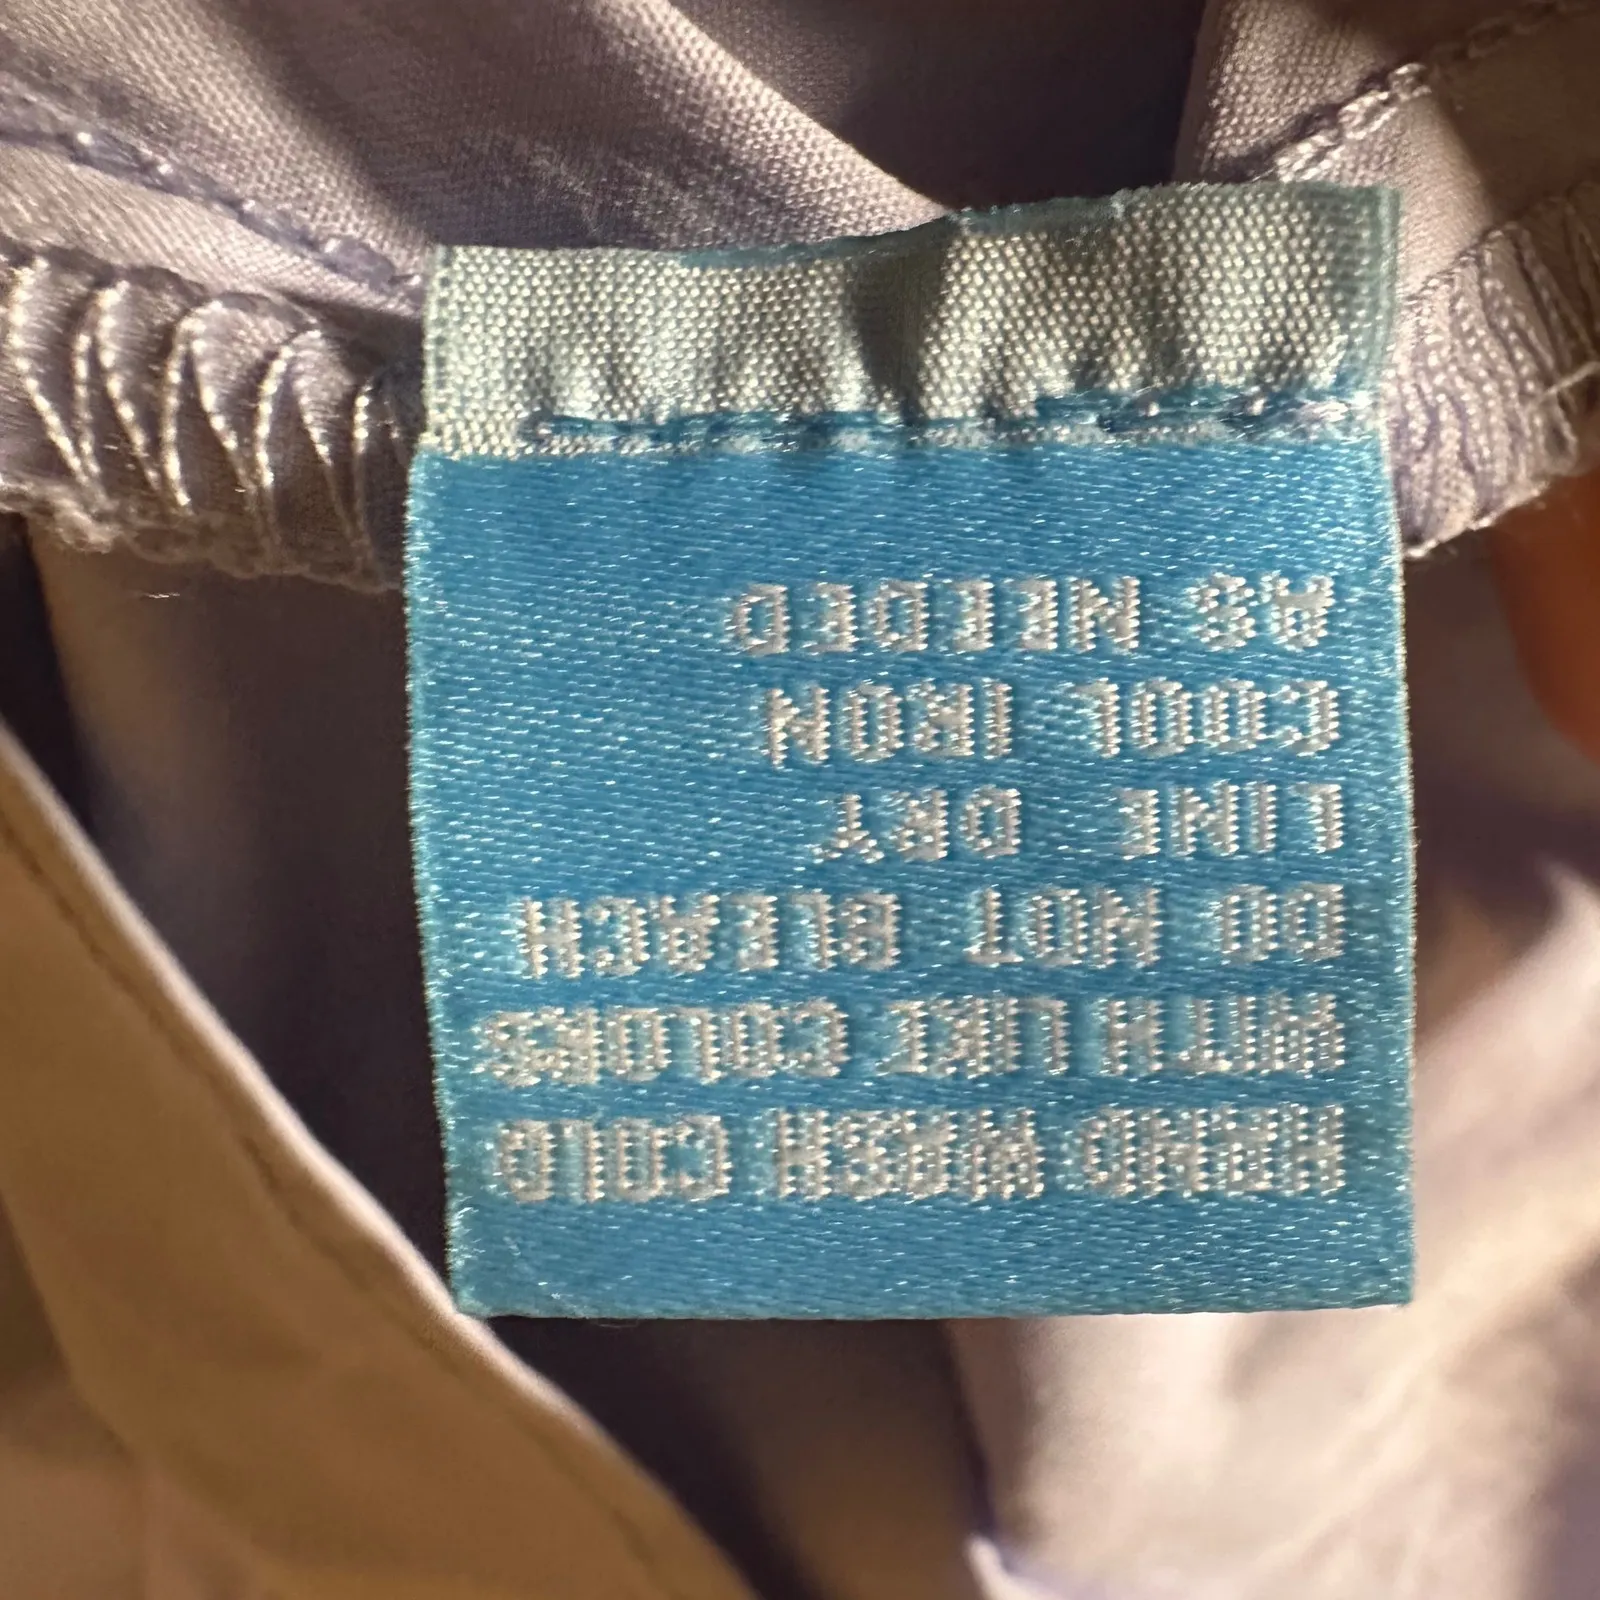 HAND WASH COLD
WITH LIKE COLORS
DO NOT BLEACH
LINE DRY
COOL IRON
AS NEEDED